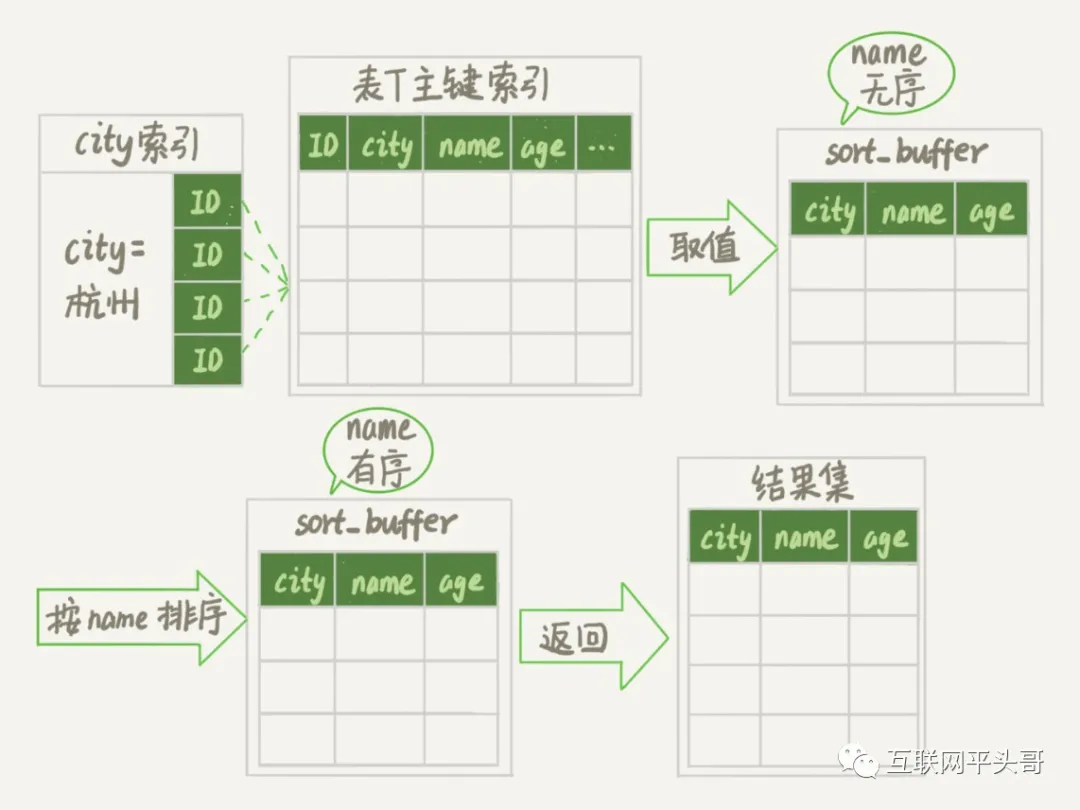 city索引
city=
杭州
ID
ID
ID
ID
表T主键索引
ID city name age ...
取值
name
无序
sort_buffer
city name age
按name排序
name
有序
sort_buffer
city name age
返回
结果集
city name age
互联网平头哥